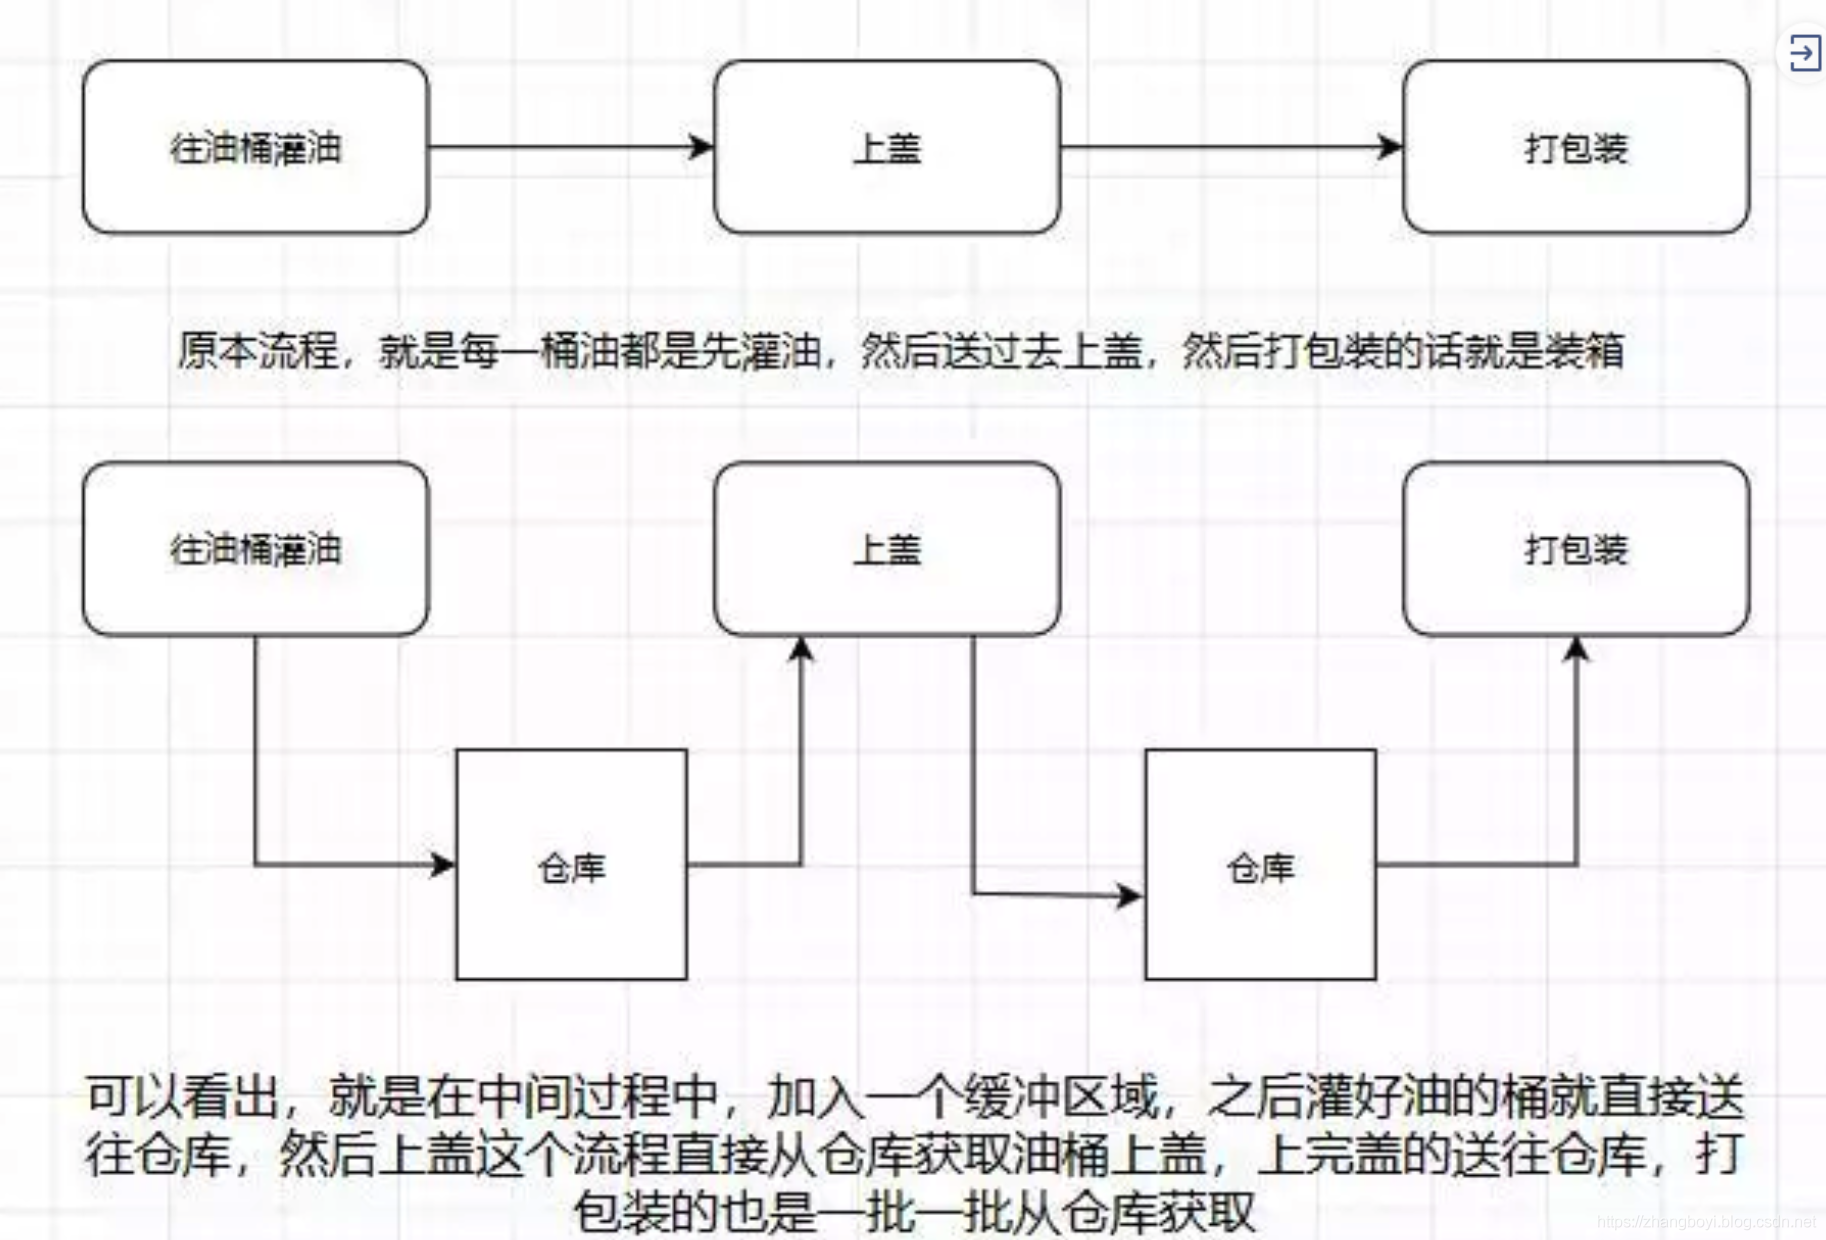 往油桶灌油
上盖
打包装
原本流程，就是每一桶油都是先灌油，然后送过去上盖，然后打包装的话就是装箱
往油桶灌油
上盖
打包装
仓库
仓库
可以看出，就是在中间过程中，加入一个缓冲区域，之后灌好油的桶就直接送
往仓库，然后上盖这个流程直接从仓库获取油桶上盖，上完盖的送往仓库，打
包装的也是一批一批从仓库获取
https://zhangboyi.blog.csdn.net